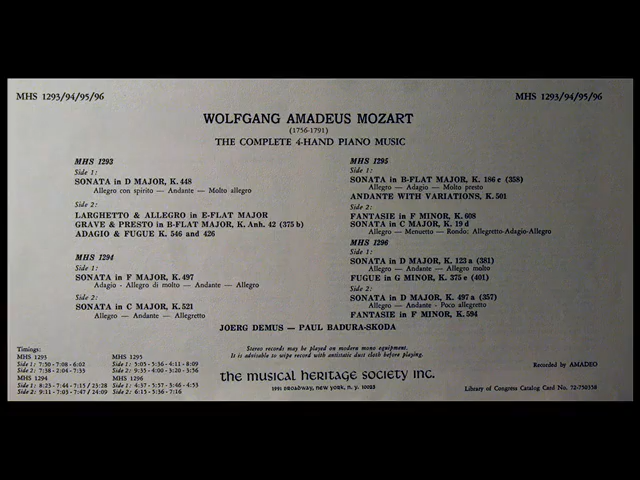 MHS 1293/94/95/96
MHS 1293/94/95/96
WOLFGANG AMADEUS MOZART
(1756-1791)
THE COMPLETE 4-HAND PIANO MUSIC
MHS 1293
Side 1:
SONATA in D MAJOR, K. 448
Allegro con spirito — Andante — Molto allegro
Side 2:
LARGHETTO & ALLEGRO in E-FLAT MAJOR
GRAVE & PRESTO in B-FLAT MAJOR, K. Anh. 42 (375 b)
ADAGIO & FUGUE K. 546 and 426
MHS 1294
Side 1:
SONATA in F MAJOR, K.497
Adagio - Allegro di molto — Andante — Allegro
Side 2:
SONATA in C MAJOR, K.521
Allegro — Andante — Allegretto
MHS 1295
Side 1:
SONATA in B-FLAT MAJOR, K. 186 c (358)
Allegro — Adagio — Molto presto
ANDANTE WITH VARIATIONS, K. 501
Side 2:
FANTASIE in F MINOR, K. 608
SONATA in C MAJOR, K. 19 d
Allegro — Menuetto — Rondo: Allegretto-Adagio-Allegro
MHS 1296
Side 1:
SONATA in D MAJOR, K. 123 a (381)
Allegro — Andante — Allegro molto
FUGUE in G MINOR, K. 375 e (401)
Side 2:
SONATA in D MAJOR, K. 497 a (357)
Allegro — Andante - Poco allegretto
FANTASIE in F MINOR, K.594
JOERG DEMUS — PAUL BADURA-SKODA
Stereo records may be played on modern mono equipment.
It is advisable to wipe record with antistatic dust cloth before playing.
the musical heritage society inc.
1991 BROADWAY, NEW YORK, N. Y. 10023
Timings:
MHS 1293
Side 1: 7:50 - 7:08 - 6:02
Side 2: 7:38 - 2:04 - 7:33
MHS 1294
Side 1: 8:25 - 7:44 - 7:15 / 23:28
Side 2: 9:11 - 7:05 - 7:47 / 24:09
MHS 1295
Side 1: 5:05 - 5:36 - 4:11 - 8:09
Side 2: 9:35 - 4:00 - 3:20 - 5:56
MHS 1296
Side 1: 4:37 - 5:57 - 3:46 - 4:53
Side 2: 6:15 - 5:36 - 7:16
Recorded by AMADEO
Library of Congress Catalog Card No. 72-750338